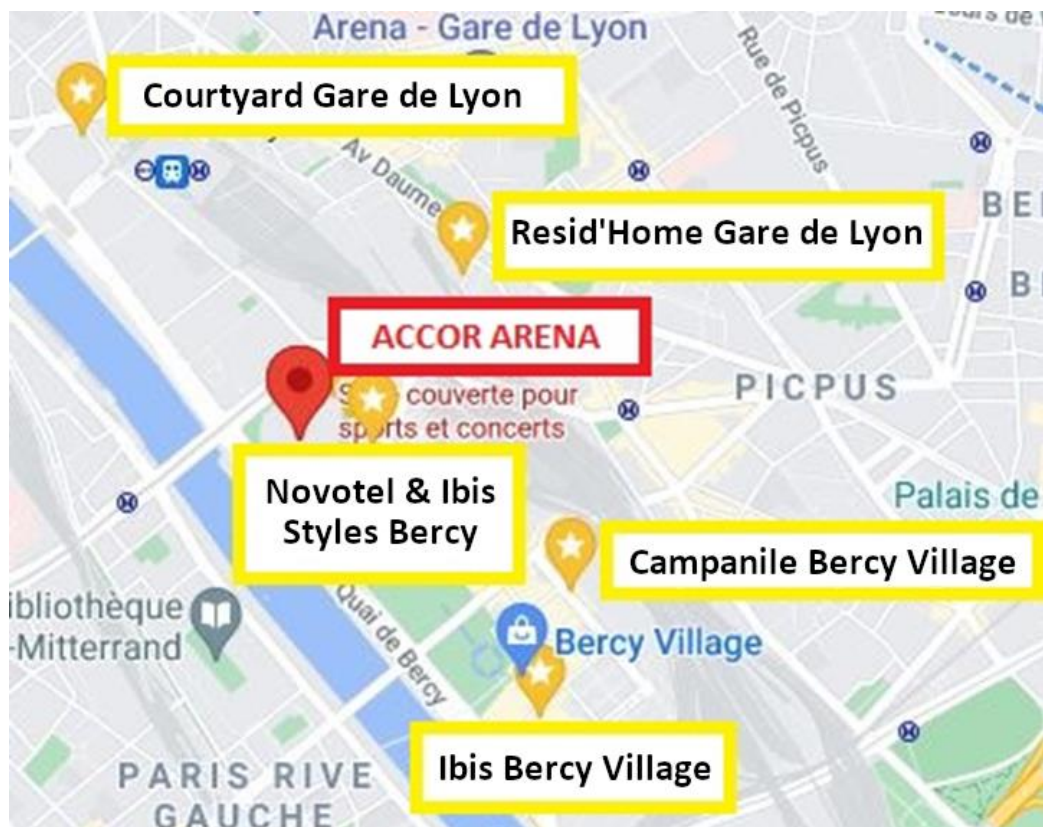 Arena - Gare de Lyon
Courtyard Gare de Lyon
Rue de Picpus
Av Daume
Resid'Home Gare de Lyon
ACCOR ARENA
couverte pour
sports et concerts
PICPUS
Novotel & Ibis
Styles Bercy
Palais de
Campanile Bercy Village
Quai de Bercy
ibliothèque
-Mitterrand
Bercy Village
Ibis Bercy Village
PARIS RIVE
GAUCHE